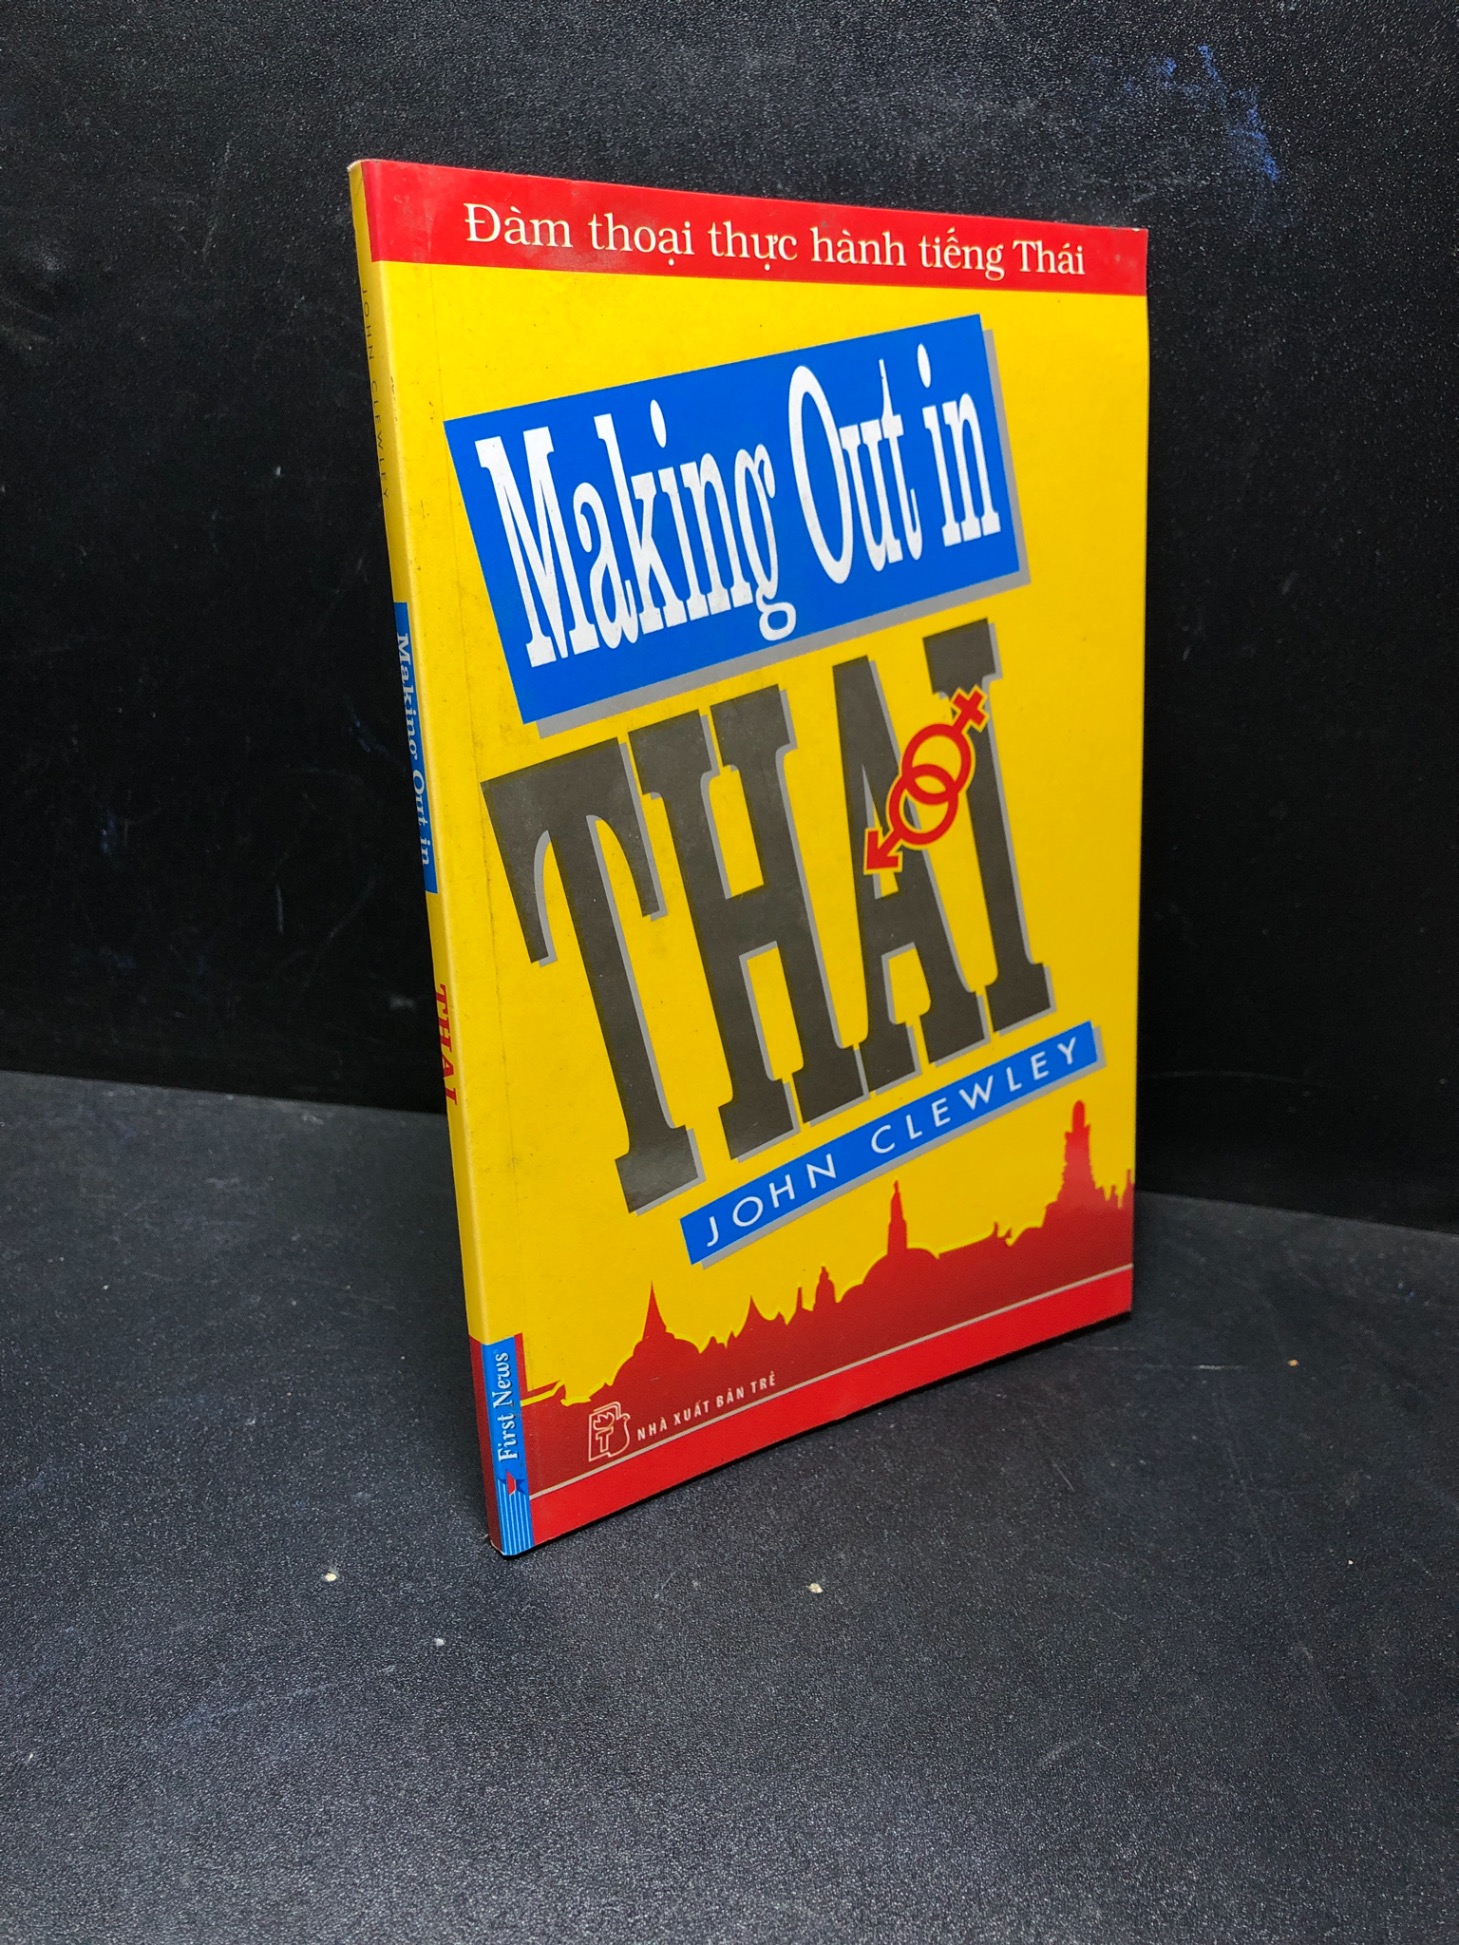 Đàm thoại thực hành tiếng Thái
Making Out in
THAI
JOHN CLEWLEY
NHÀ XUẤT BẢN TRẺ
JOHN CLEWLEY
Making Out in
THAI
First News